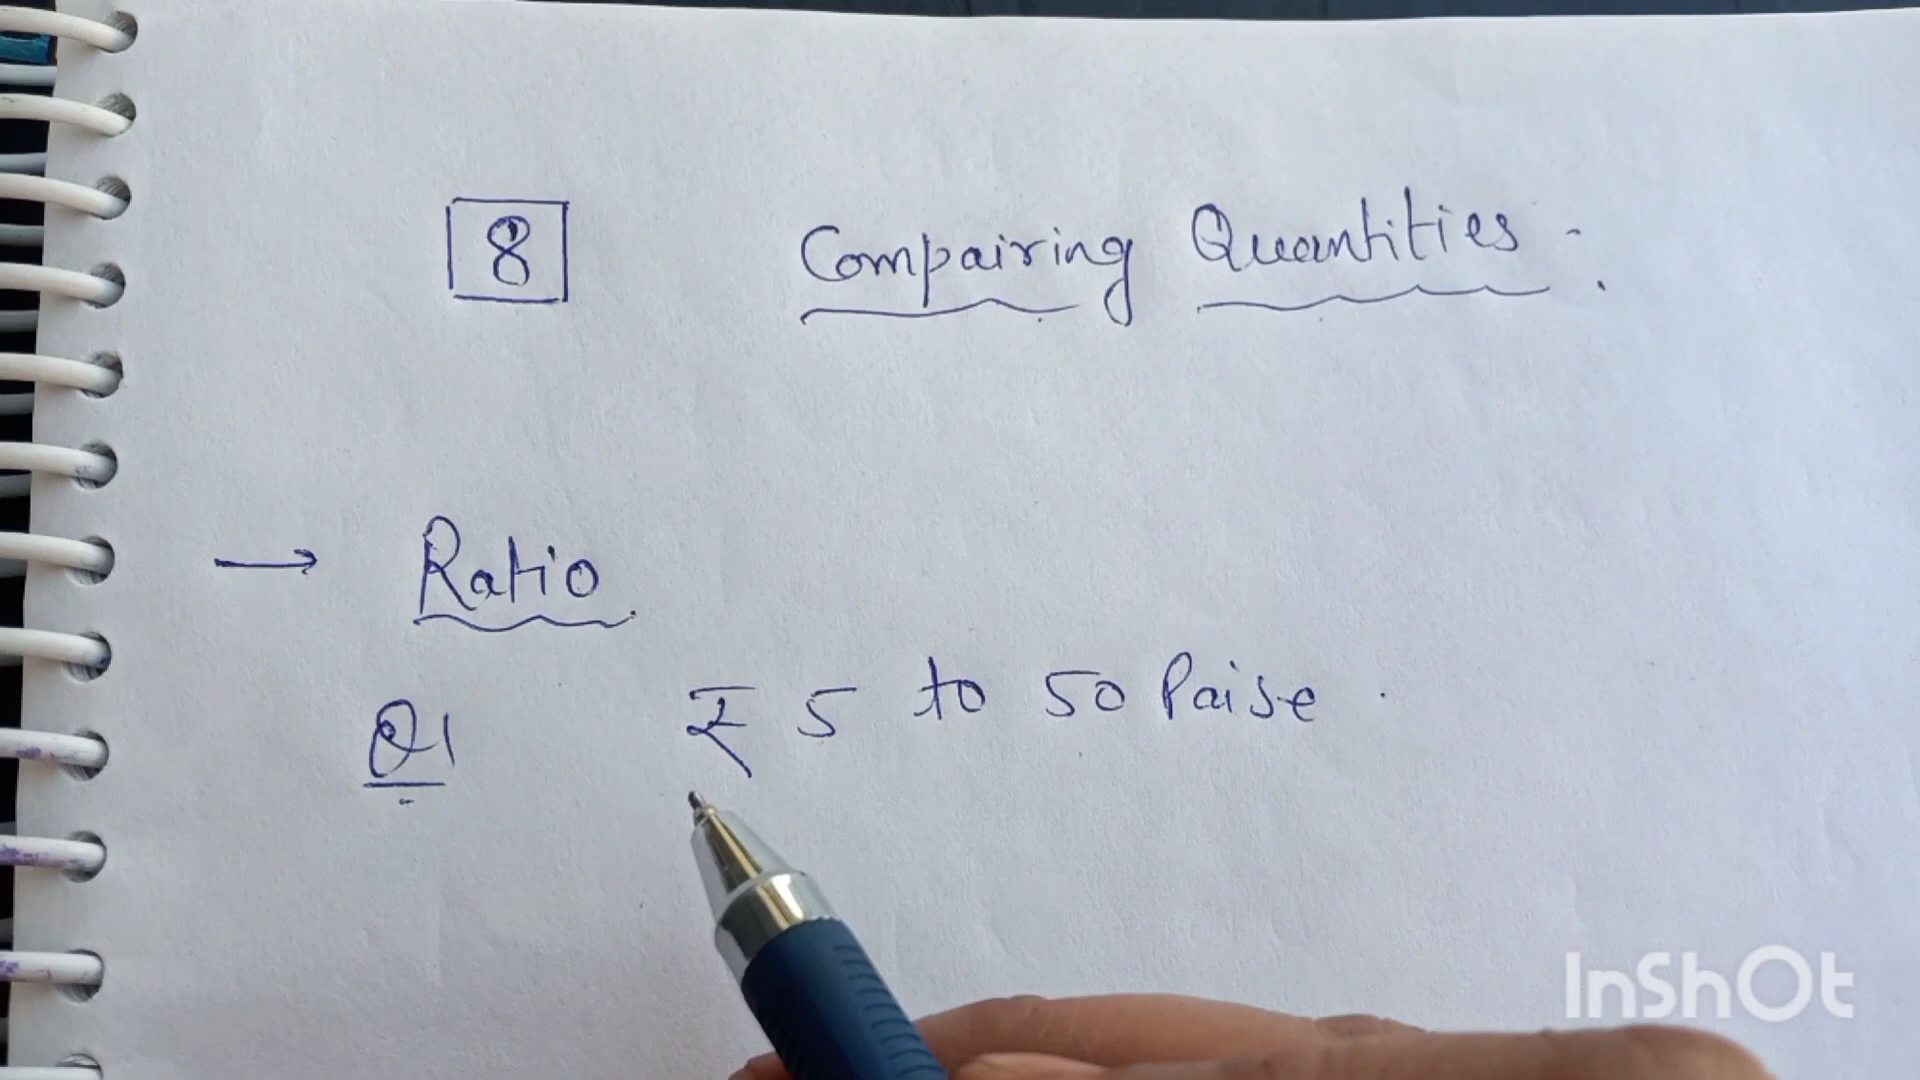 8 Compairing Quantities.
→ Ratio
Q1 ₹ 5 to 50 Paise.
InShOt